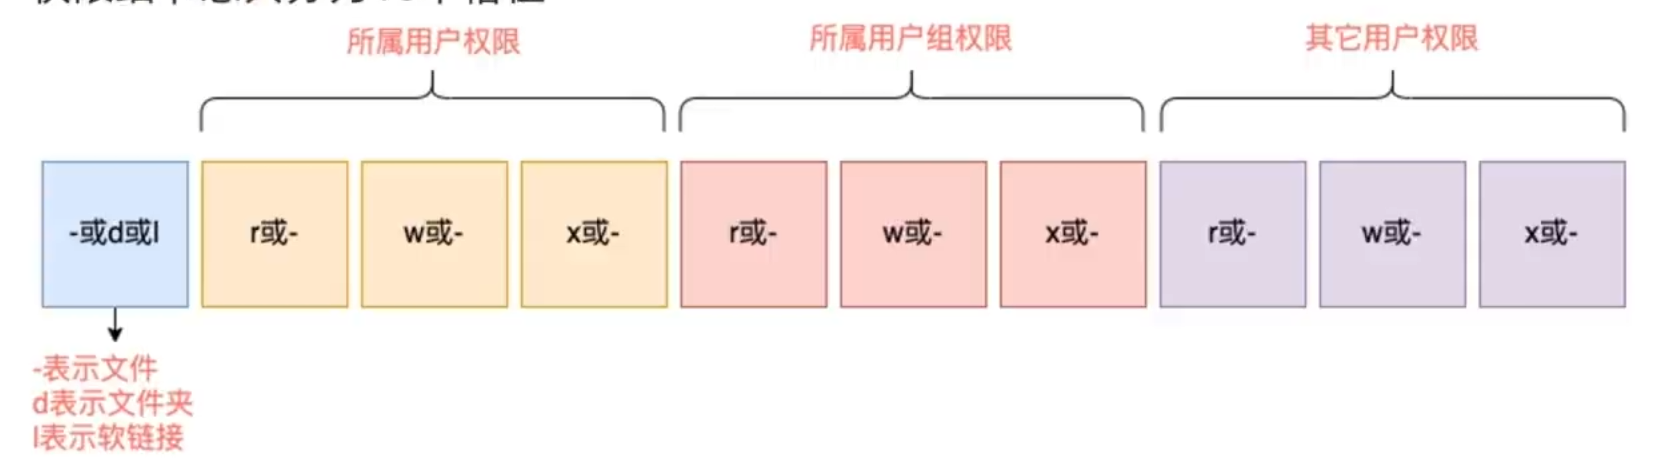 所属用户权限
所属用户组权限
其它用户权限
-或d或l
r或-
w或-
x或-
r或-
w或-
x或-
r或-
w或-
x或-
-表示文件
d表示文件夹
l表示软链接